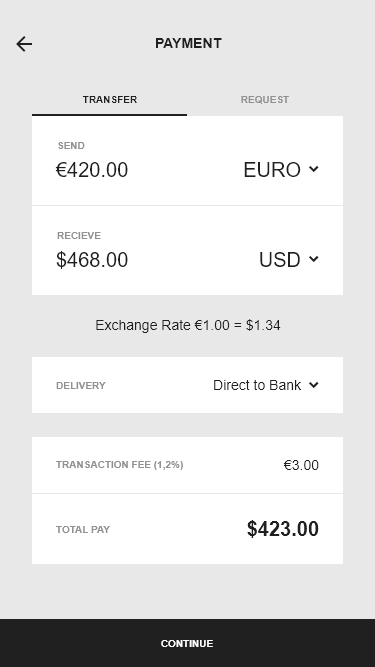 PAYMENT
TRANSFER
REQUEST
SEND
€420.00 EURO
RECIEVE
$468.00 USD
Exchange Rate €1.00 = $1.34
DELIVERY Direct to Bank
TRANSACTION FEE (1,2%) €3.00
TOTAL PAY $423.00
CONTINUE